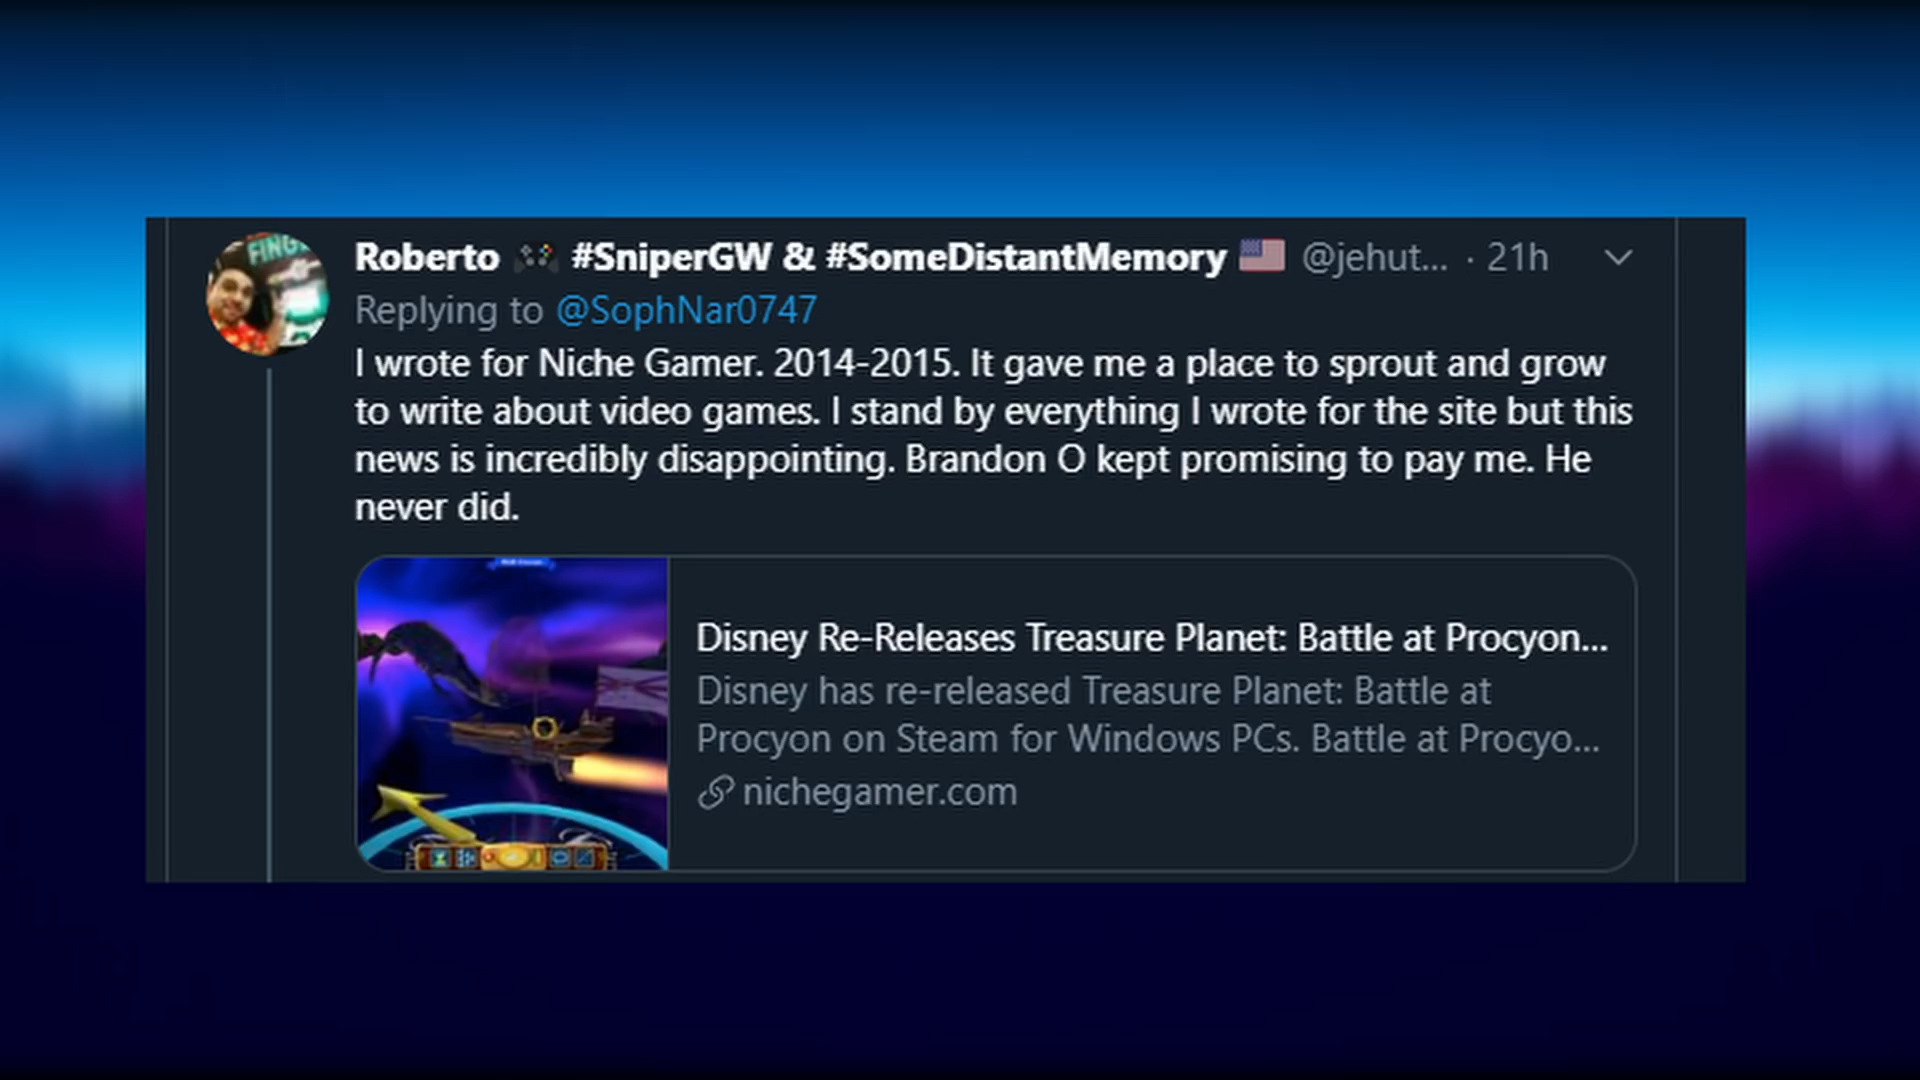 FING
Roberto 🎮 #SniperGW & #SomeDistantMemory 🇺🇸 @jehut... · 21h
Replying to @SophNar0747
I wrote for Niche Gamer. 2014-2015. It gave me a place to sprout and grow
to write about video games. I stand by everything I wrote for the site but this
news is incredibly disappointing. Brandon O kept promising to pay me. He
never did.
Disney Re-Releases Treasure Planet: Battle at Procyon...
Disney has re-released Treasure Planet: Battle at
Procyon on Steam for Windows PCs. Battle at Procyo...
nichegamer.com